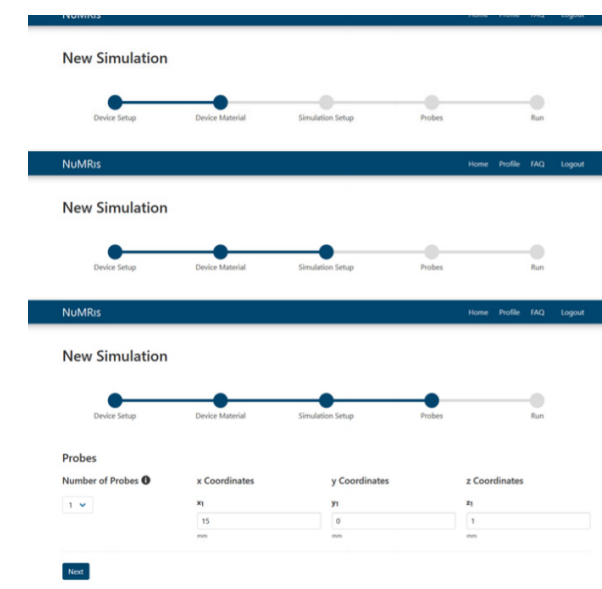 NuMRis Home Profile FAQ Logout
New Simulation
Device Setup Device Material Simulation Setup Probes Run
NuMRis Home Profile FAQ Logout
New Simulation
Device Setup Device Material Simulation Setup Probes Run
NuMRis Home Profile FAQ Logout
New Simulation
Device Setup Device Material Simulation Setup Probes Run
Probes
Number of Probes x Coordinates y Coordinates z Coordinates
x1 y1 z1
1 15 0 1
mm mm mm
Next